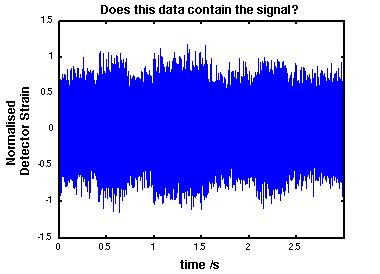 Does this data contain the signal?
Normalised
Detector Strain
1.5
1
0.5
0
-0.5
-1
-1.5
0 0.5 1 1.5 2 2.5
time /s